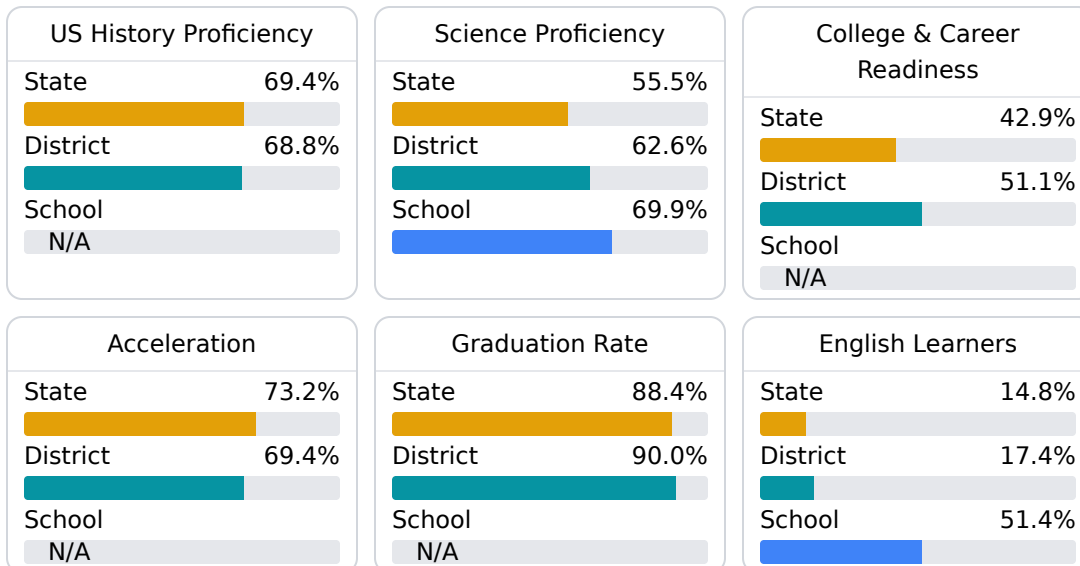 US History Proficiency
State 69.4%
District 68.8%
School
N/A
Science Proficiency
State 55.5%
District 62.6%
School 69.9%
College & Career
Readiness
State 42.9%
District 51.1%
School
N/A
Acceleration
State 73.2%
District 69.4%
School
N/A
Graduation Rate
State 88.4%
District 90.0%
School
N/A
English Learners
State 14.8%
District 17.4%
School 51.4%